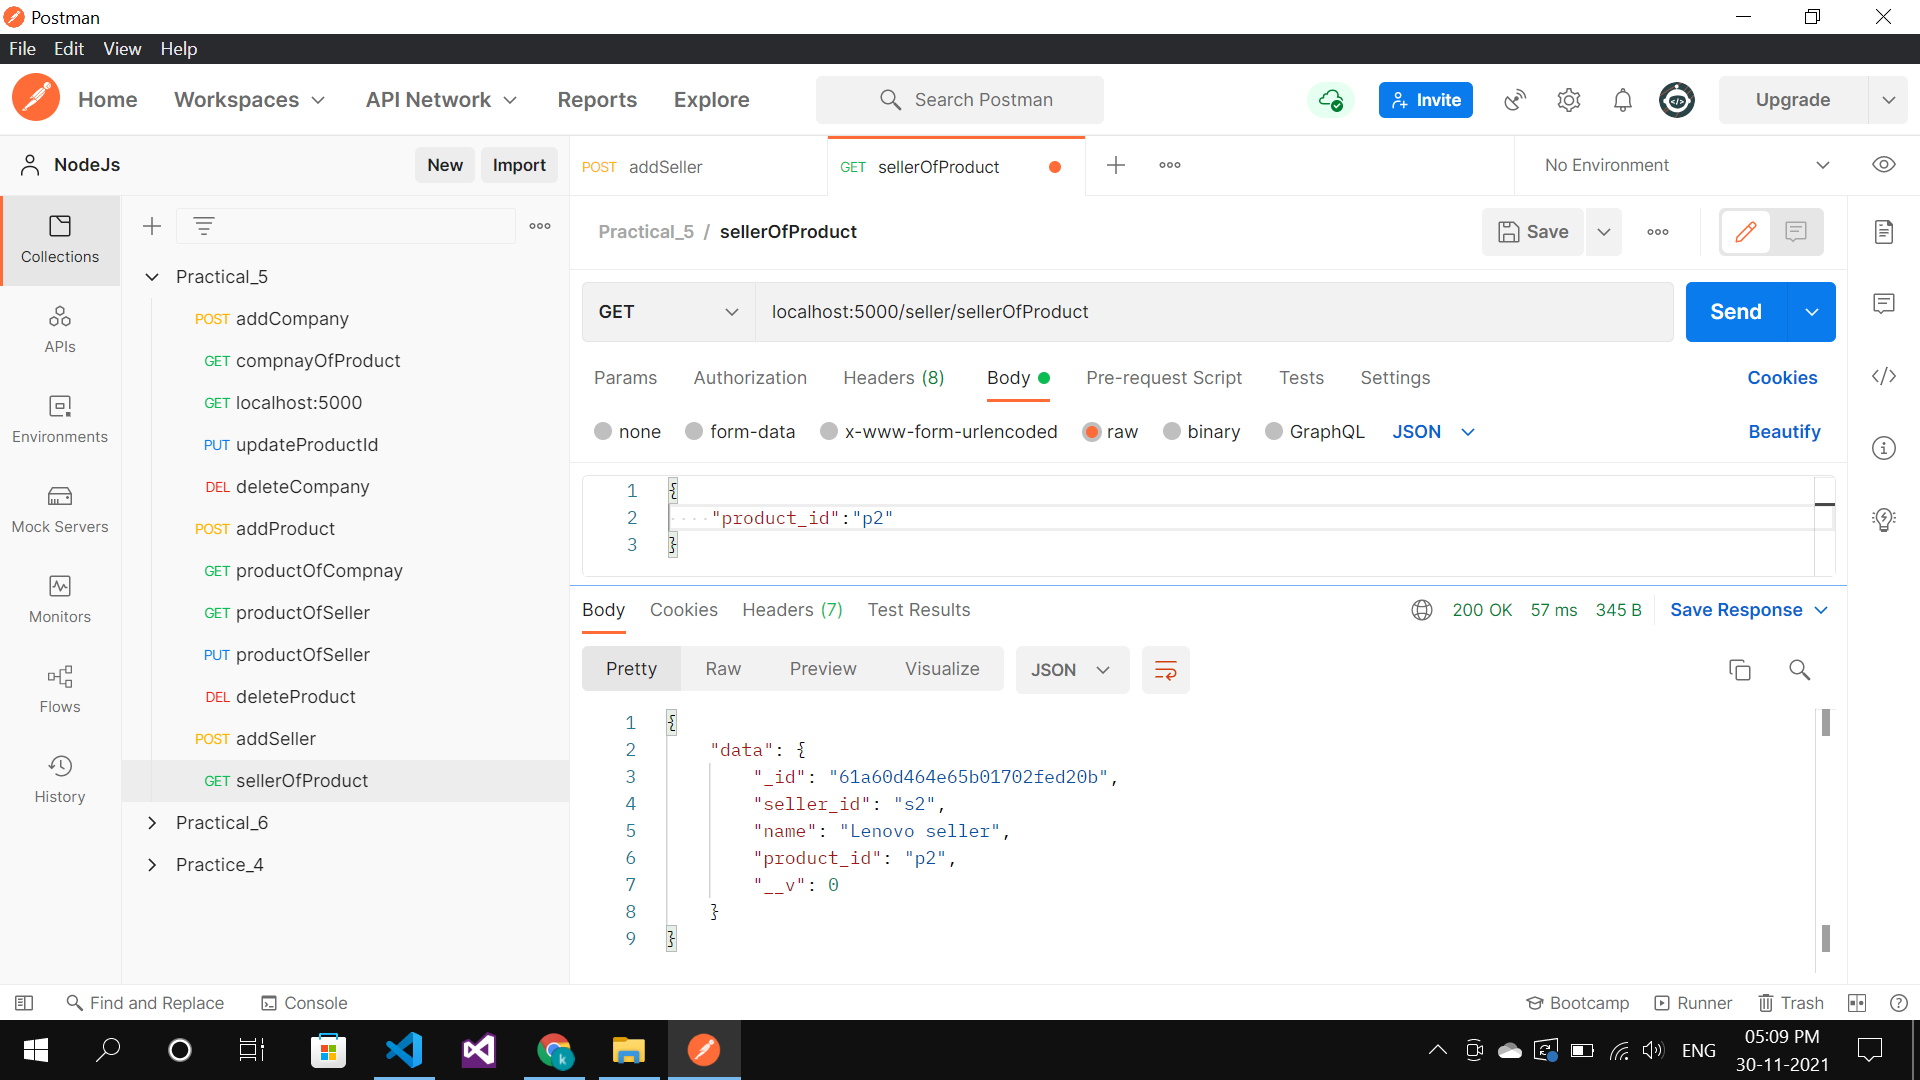 Postman
File Edit View Help
Home Workspaces API Network Reports Explore Search Postman Invite Upgrade
NodeJs New Import POST addSeller GET sellerOfProduct No Environment
Collections
APIs
Environments
Mock Servers
Monitors
Flows
History
Practical_5
POST addCompany
GET compnayOfProduct
GET localhost:5000
PUT updateProductId
DEL deleteCompany
POST addProduct
GET productOfCompnay
GET productOfSeller
PUT productOfSeller
DEL deleteProduct
POST addSeller
GET sellerOfProduct
Practical_6
Practice_4
Practical_5 / sellerOfProduct Save
GET localhost:5000/seller/sellerOfProduct Send
Params Authorization Headers (8) Body Pre-request Script Tests Settings Cookies
none form-data x-www-form-urlencoded raw binary GraphQL JSON Beautify
1 {
2 "product_id":"p2"
3 }
Body Cookies Headers (7) Test Results 200 OK 57 ms 345 B Save Response
Pretty Raw Preview Visualize JSON
1 {
2 "data": {
3 "_id": "61a60d464e65b01702fed20b",
4 "seller_id": "s2",
5 "name": "Lenovo seller",
6 "product_id": "p2",
7 "__v": 0
8 }
9 }
Find and Replace Console Bootcamp Runner Trash
k ENG 05:09 PM
30-11-2021